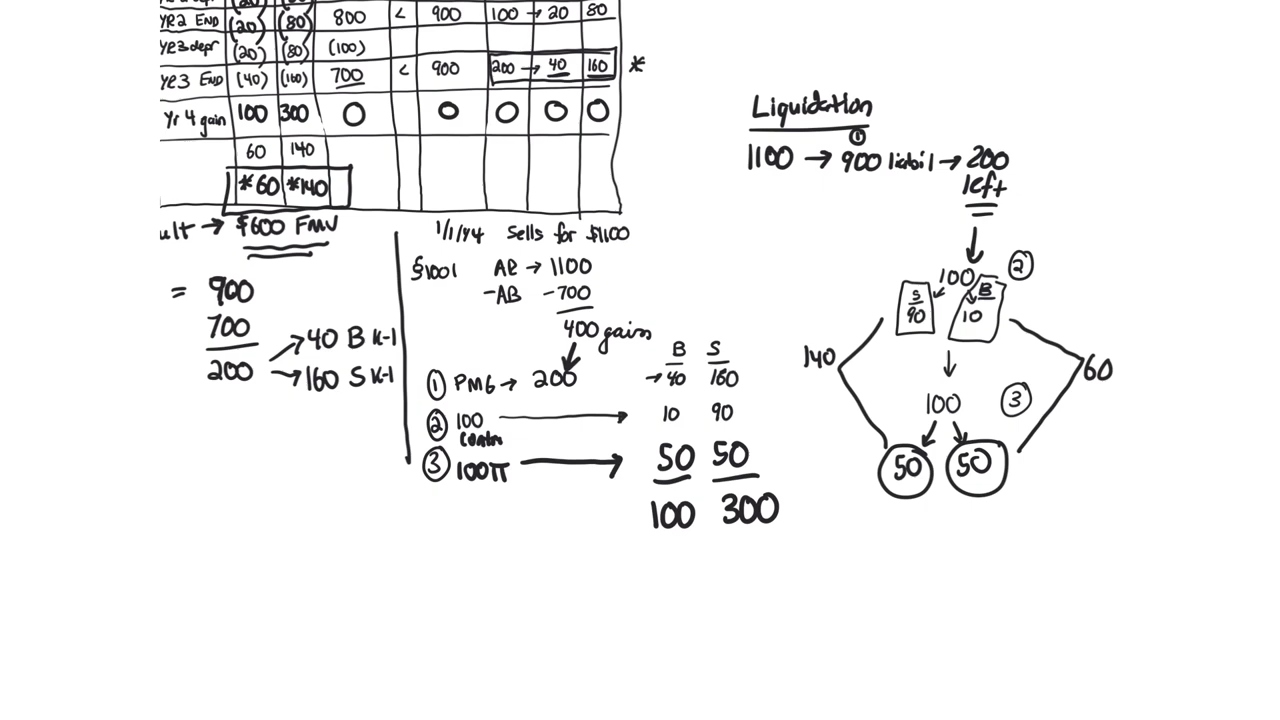 (20)
YR2 END (20) (80) 800 < 900 100 → 20 80
YR3 depr (20) (80) (100)
YR3 END (40) (160) 700 < 900 200 → 40 160 *
Yr 4 gain 100 300 0 0 0 0 0
60 140
*60 *140
ult → $600 FMV
= 900
700
200
→ 40 B K-1
→ 160 S K-1
1/1/Y4 Sells for $1100
§1001 AR → 1100
-AB -700
400 gain
B S
① PMG → 200 → 40 160
② 100 → 10 90
Contr
③ 100π → 50 50
100 300
Liquidation
①
1100 → 900 liabil → 200
left
100 ②
S B
90 10
140 60
100 ③
50 50